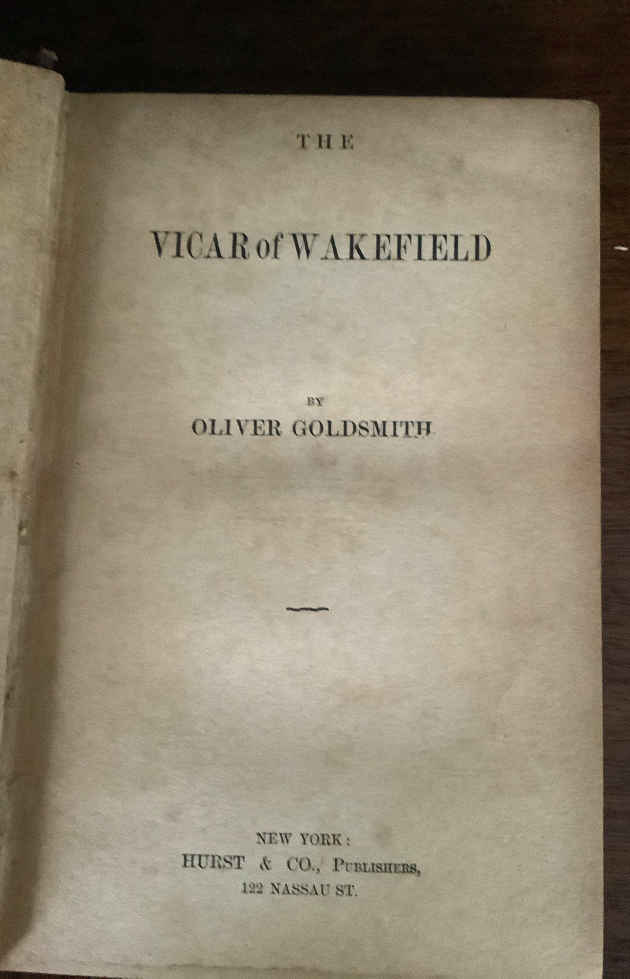 THE
VICAR of WAKEFIELD
BY
OLIVER GOLDSMITH
NEW YORK:
HURST & CO., PUBLISHERS,
122 NASSAU ST.